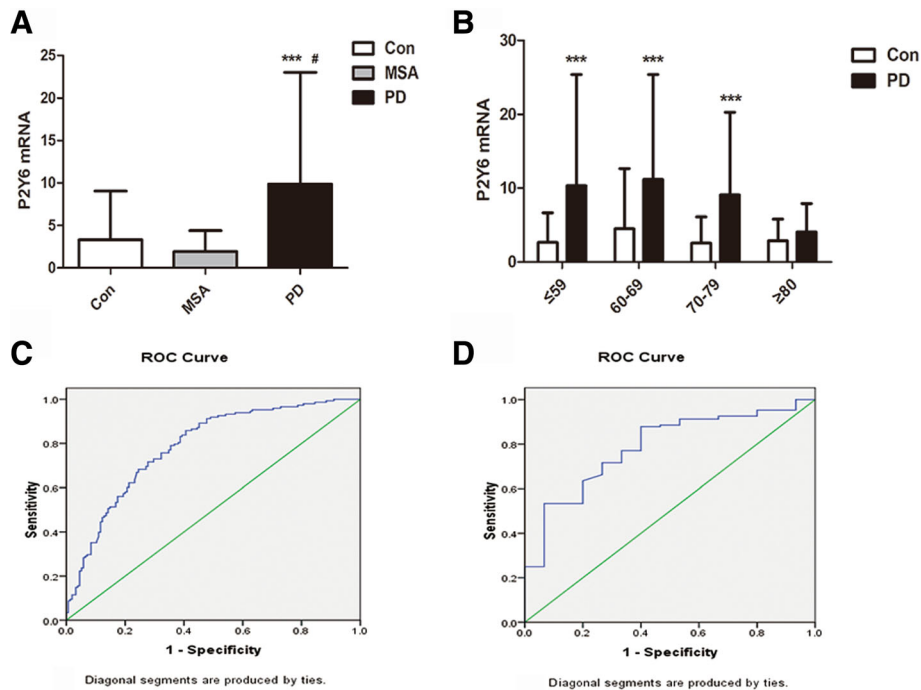 A
P2Y6 mRNA
25
20
15
10
5
0
*** #
Con
MSA
PD
Con
MSA
PD
B
P2Y6 mRNA
30
20
10
0
***
***
***
Con
PD
≤59
60-69
70-79
≥80
C
ROC Curve
Sensitivity
1.0
0.8
0.6
0.4
0.2
0.0
0.0 0.2 0.4 0.6 0.8 1.0
1 - Specificity
Diagonal segments are produced by ties.
D
ROC Curve
Sensitivity
1.0
0.8
0.6
0.4
0.2
0.0
0.0 0.2 0.4 0.6 0.8 1.0
1 - Specificity
Diagonal segments are produced by ties.